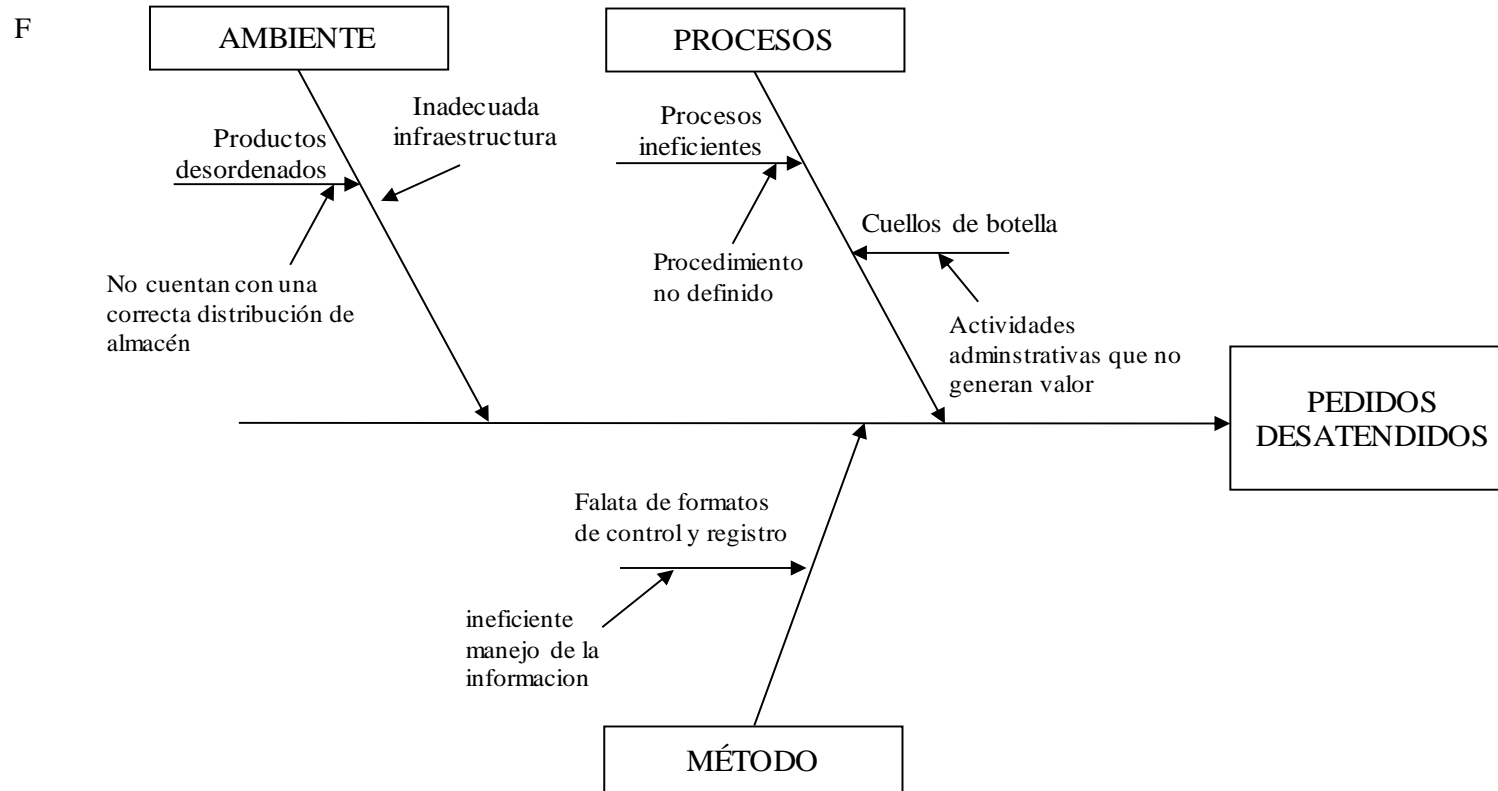 F
AMBIENTE
PROCESOS
Inadecuada
infraestructura
Productos
desordenados
No cuentan con una
correcta distribución de
almacén
Procesos
ineficientes
Procedimiento
no definido
Cuellos de botella
Actividades
adminstrativas que no
generan valor
PEDIDOS
DESATENDIDOS
Falata de formatos
de control y registro
ineficiente
manejo de la
informacion
MÉTODO